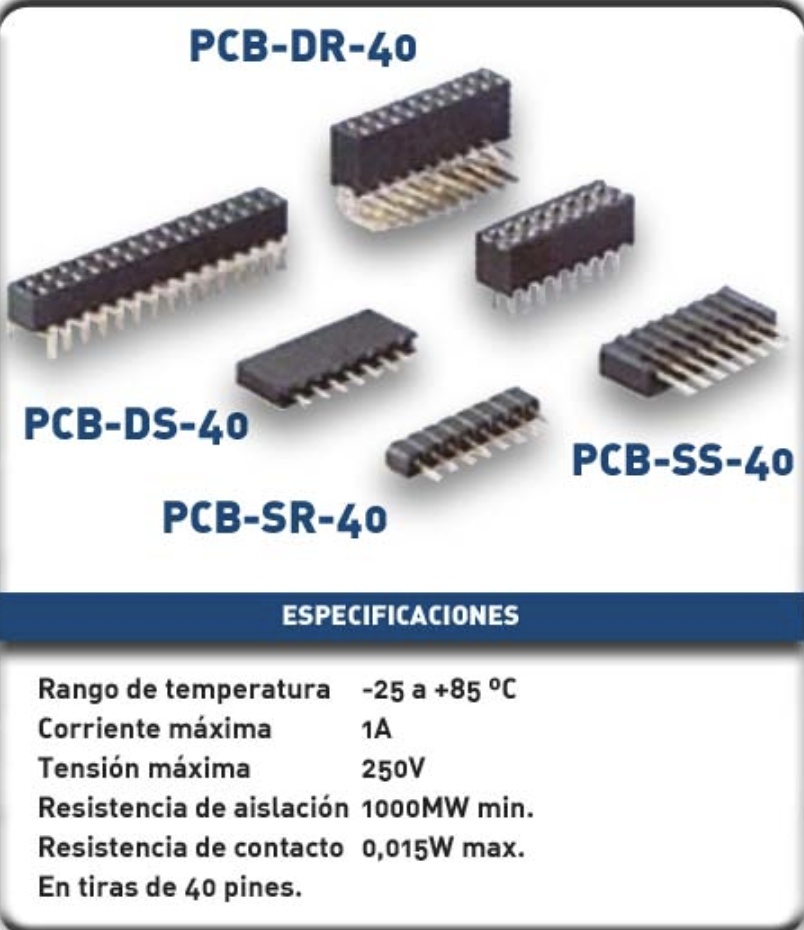 PCB-DR-40
PCB-DS-40
PCB-SS-40
PCB-SR-40
ESPECIFICACIONES
Rango de temperatura -25 a +85 ºC
Corriente máxima 1A
Tensión máxima 250V
Resistencia de aislación 1000MW min.
Resistencia de contacto 0,015W max.
En tiras de 40 pines.